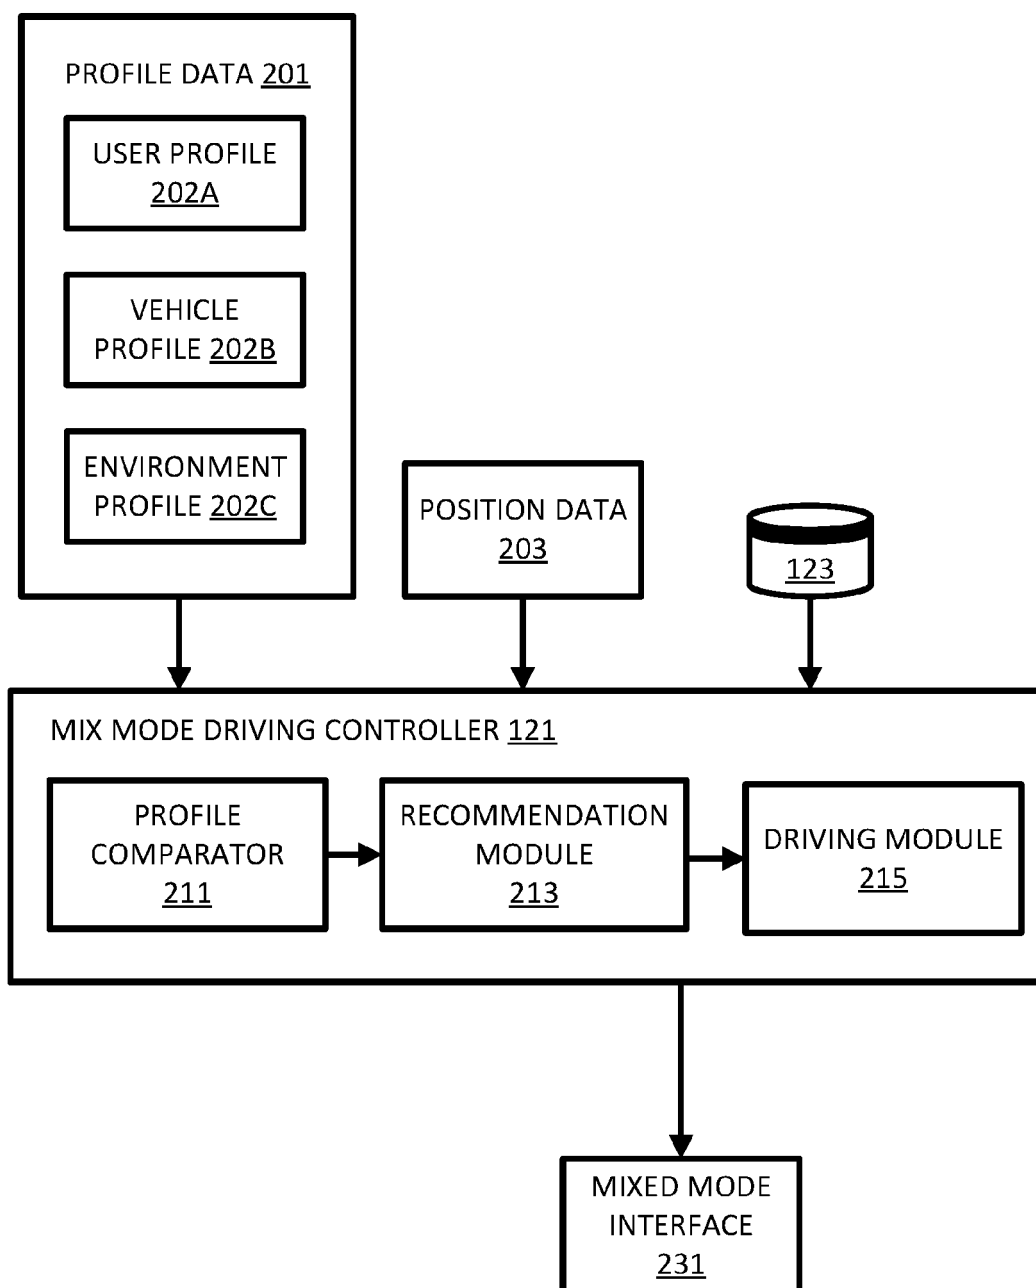 PROFILE DATA 201
USER PROFILE
202A
VEHICLE
PROFILE 202B
ENVIRONMENT
PROFILE 202C
POSITION DATA
203
123
MIX MODE DRIVING CONTROLLER 121
PROFILE
COMPARATOR
211
RECOMMENDATION
MODULE
213
DRIVING MODULE
215
MIXED MODE
INTERFACE
231